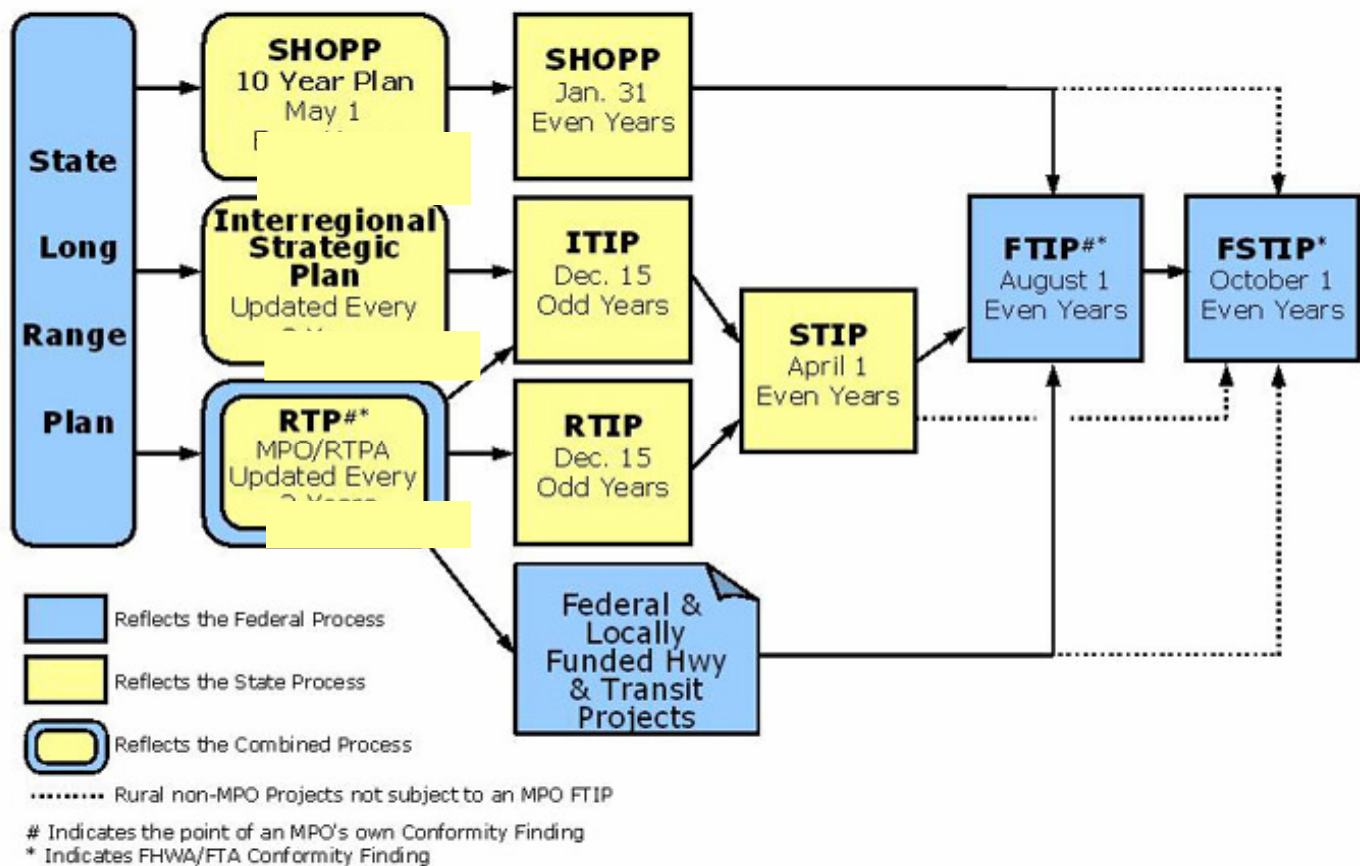 State
Long
Range
Plan
SHOPP
10 Year Plan
May 1
Interregional
Strategic
Plan
Updated Every
RTP#*
MPO/RTPA
Updated Every
SHOPP
Jan. 31
Even Years
ITIP
Dec. 15
Odd Years
RTIP
Dec. 15
Odd Years
Federal &
Locally
Funded Hwy
& Transit
Projects
STIP
April 1
Even Years
FTIP#*
August 1
Even Years
FSTIP*
October 1
Even Years
Reflects the Federal Process
Reflects the State Process
Reflects the Combined Process
Rural non-MPO Projects not subject to an MPO FTIP
# Indicates the point of an MPO's own Conformity Finding
* Indicates FHWA/FTA Conformity Finding